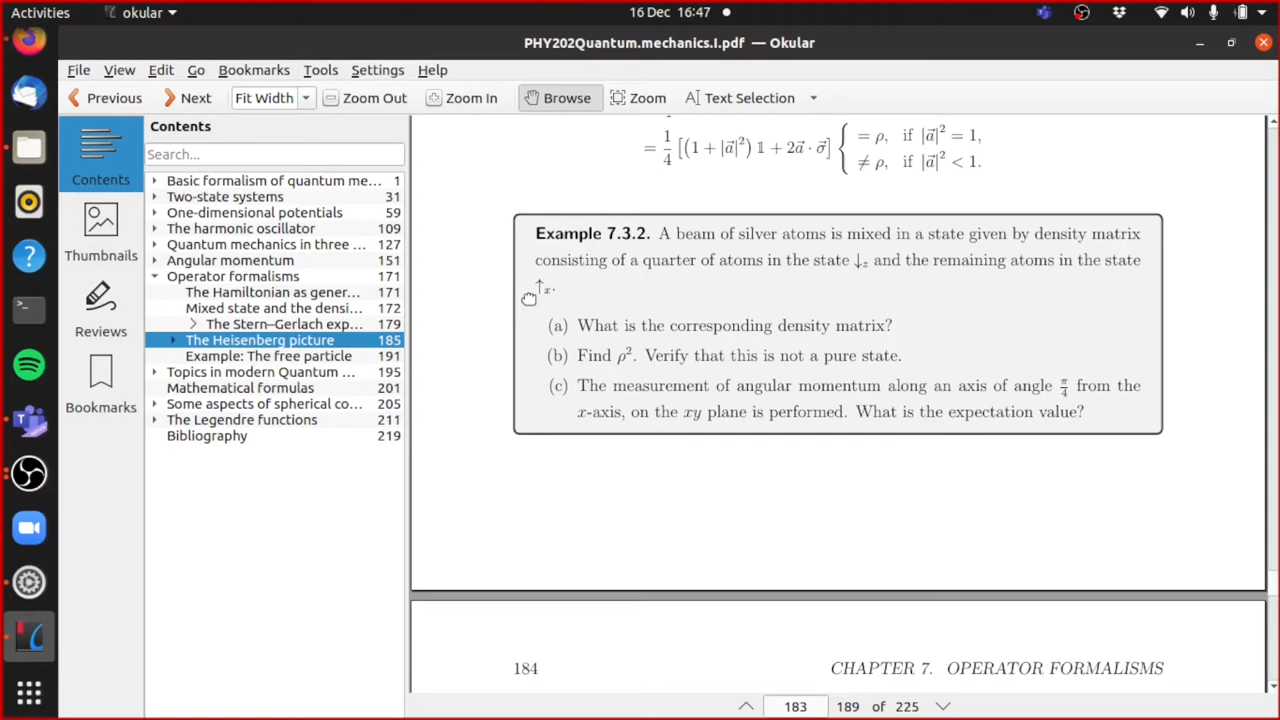 Activities okular 16 Dec 16:47
PHY202Quantum.mechanics.I.pdf — Okular
File View Edit Go Bookmarks Tools Settings Help
Previous Next Fit Width Zoom Out Zoom In Browse Zoom Text Selection
Contents
Thumbnails
Reviews
Bookmarks
Contents
Search...
Basic formalism of quantum me... 1
Two-state systems 31
One-dimensional potentials 59
The harmonic oscillator 109
Quantum mechanics in three ... 127
Angular momentum 151
Operator formalisms 171
The Hamiltonian as gener... 171
Mixed state and the densi... 172
The Stern–Gerlach exp... 179
The Heisenberg picture 185
Example: The free particle 191
Topics in modern Quantum ... 195
Mathematical formulas 201
Some aspects of spherical co... 205
The Legendre functions 211
Bibliography 219
= 1/4 [(1 + |a⃗|²) 𝟙 + 2a⃗ · σ⃗] { = ρ, if |a⃗|² = 1,
≠ ρ, if |a⃗|² < 1.
Example 7.3.2. A beam of silver atoms is mixed in a state given by density matrix
consisting of a quarter of atoms in the state ↓z and the remaining atoms in the state
↑x.
(a) What is the corresponding density matrix?
(b) Find ρ². Verify that this is not a pure state.
(c) The measurement of angular momentum along an axis of angle π/4 from the
x-axis, on the xy plane is performed. What is the expectation value?
184 CHAPTER 7. OPERATOR FORMALISMS
183 189 of 225